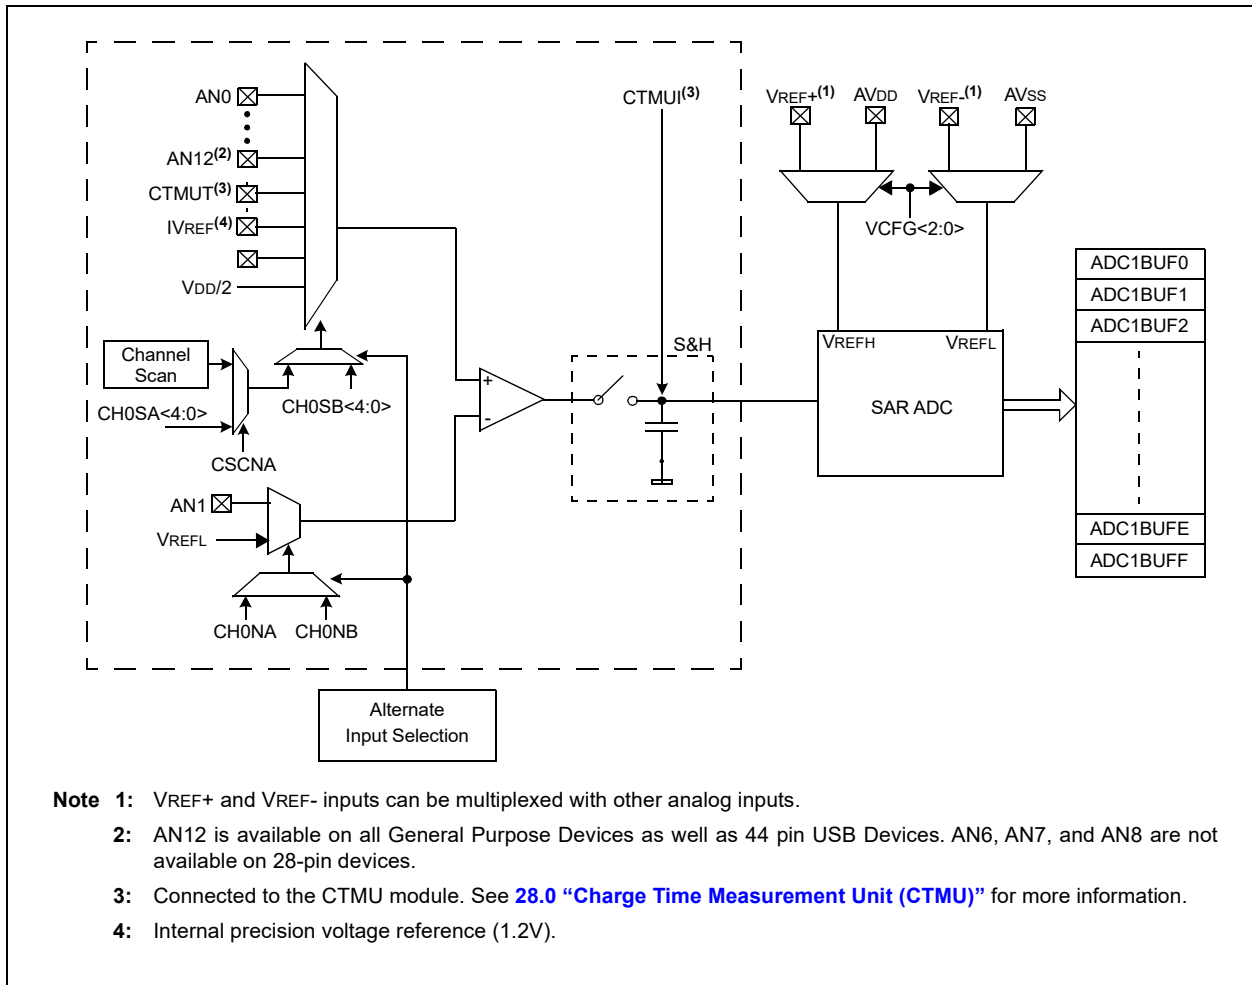 AN0
AN12(2)
CTMUT(3)
IVREF(4)
VDD/2
Channel
Scan
CH0SA<4:0>
CSCNA
CH0SB<4:0>
AN1
VREFL
CH0NA
CH0NB
+
-
CTMUI(3)
S&H
VREF+(1)
AVDD
VREF-(1)
AVSS
VCFG<2:0>
VREFH
VREFL
SAR ADC
ADC1BUF0
ADC1BUF1
ADC1BUF2
ADC1BUFE
ADC1BUFF
Alternate
Input Selection
Note 1: VREF+ and VREF- inputs can be multiplexed with other analog inputs.
2: AN12 is available on all General Purpose Devices as well as 44 pin USB Devices. AN6, AN7, and AN8 are not
available on 28-pin devices.
3: Connected to the CTMU module. See 28.0 “Charge Time Measurement Unit (CTMU)” for more information.
4: Internal precision voltage reference (1.2V).